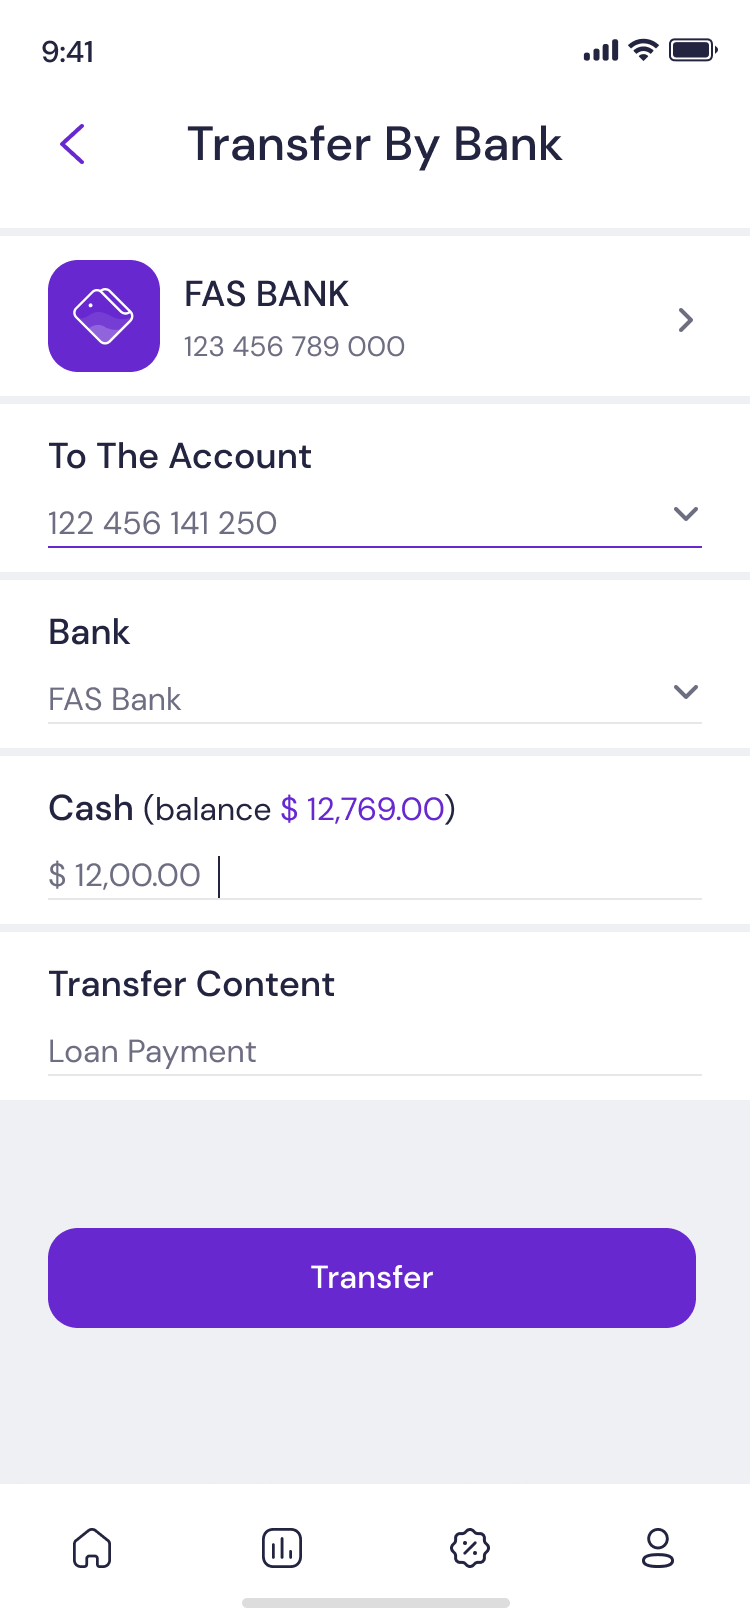 9:41
Transfer By Bank
FAS BANK
123 456 789 000
To The Account
122 456 141 250
Bank
FAS Bank
Cash (balance $ 12,769.00)
$ 12,00.00
Transfer Content
Loan Payment
Transfer